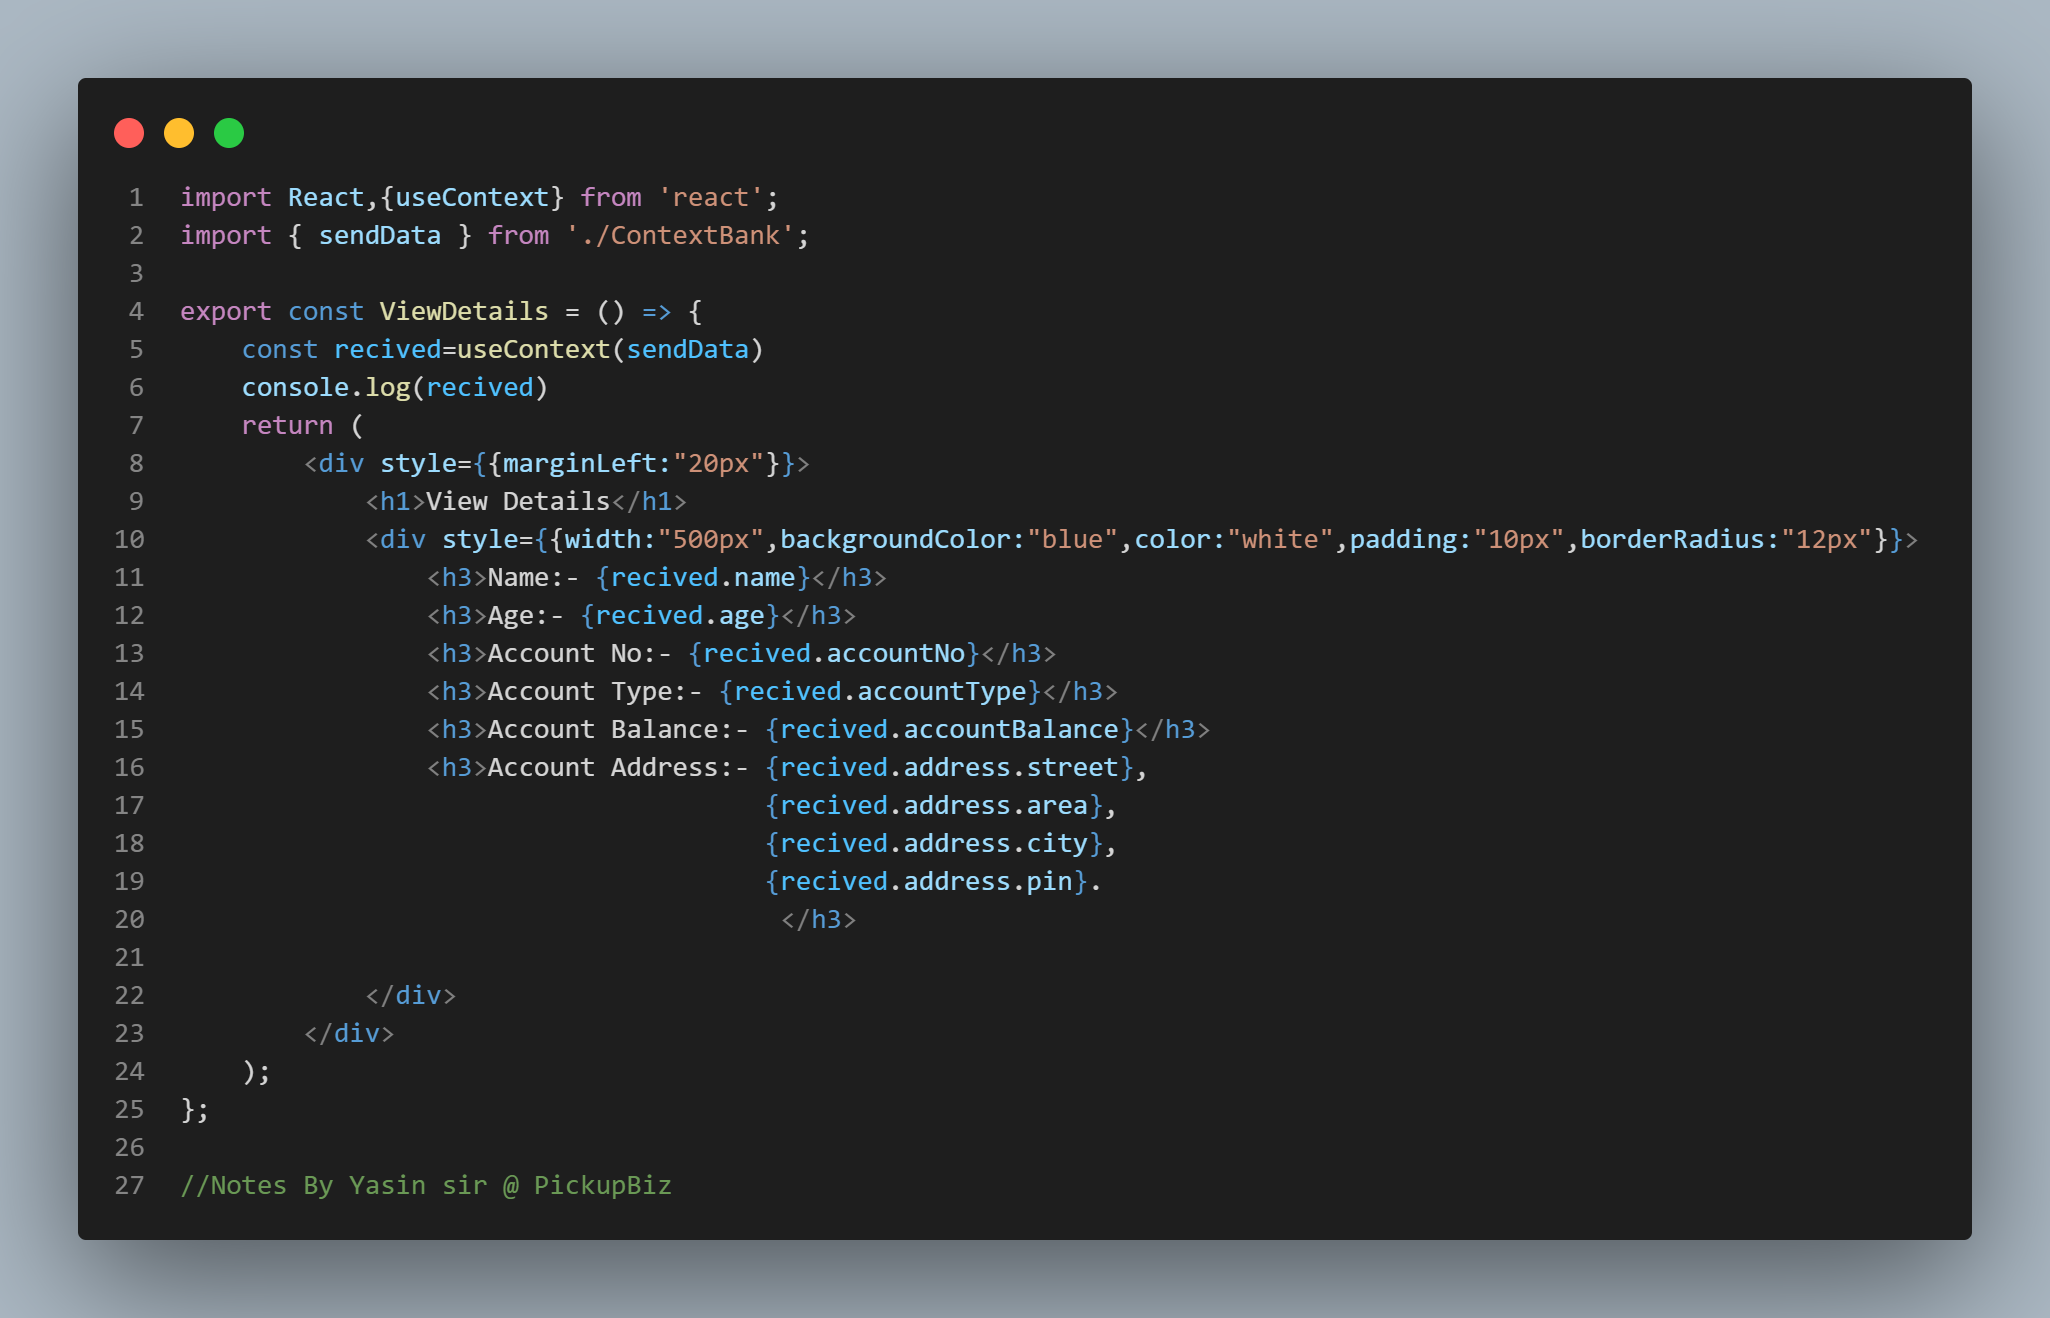 1 import React,{useContext} from 'react';
2 import { sendData } from './ContextBank';
3
4 export const ViewDetails = () => {
5     const recived=useContext(sendData)
6     console.log(recived)
7     return (
8         <div style={{marginLeft:"20px"}}>
9             <h1>View Details</h1>
10             <div style={{width:"500px",backgroundColor:"blue",color:"white",padding:"10px",borderRadius:"12px"}}>
11                 <h3>Name:- {recived.name}</h3>
12                 <h3>Age:- {recived.age}</h3>
13                 <h3>Account No:- {recived.accountNo}</h3>
14                 <h3>Account Type:- {recived.accountType}</h3>
15                 <h3>Account Balance:- {recived.accountBalance}</h3>
16                 <h3>Account Address:- {recived.address.street},
17                                       {recived.address.area},
18                                       {recived.address.city},
19                                       {recived.address.pin}.
20                                        </h3>
21
22             </div>
23         </div>
24     );
25 };
26
27 //Notes By Yasin sir @ PickupBiz